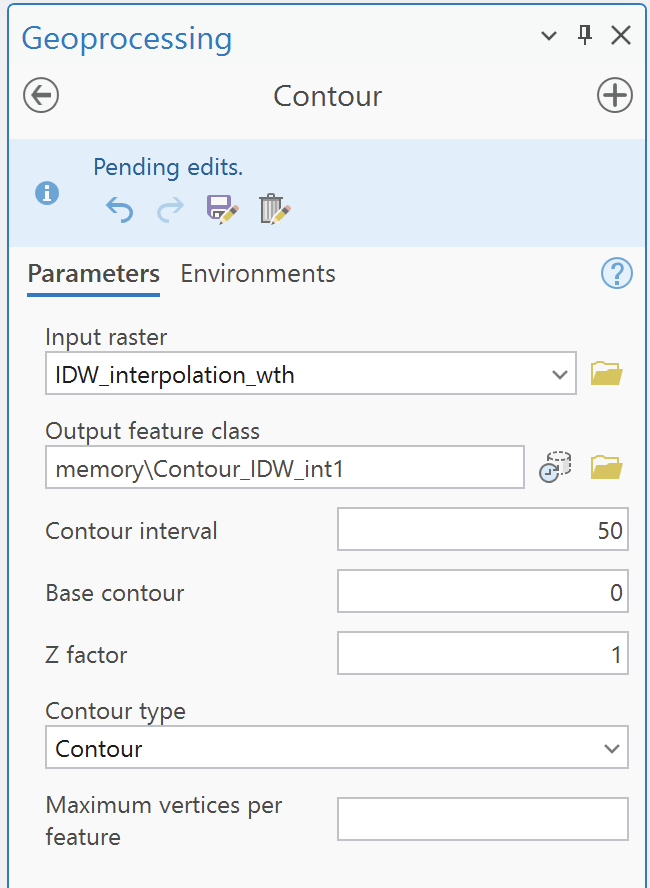 Geoprocessing
Contour
Pending edits.
Parameters Environments
Input raster
IDW_interpolation_wth
Output feature class
memory\Contour_IDW_int1
Contour interval 50
Base contour 0
Z factor 1
Contour type
Contour
Maximum vertices per
feature